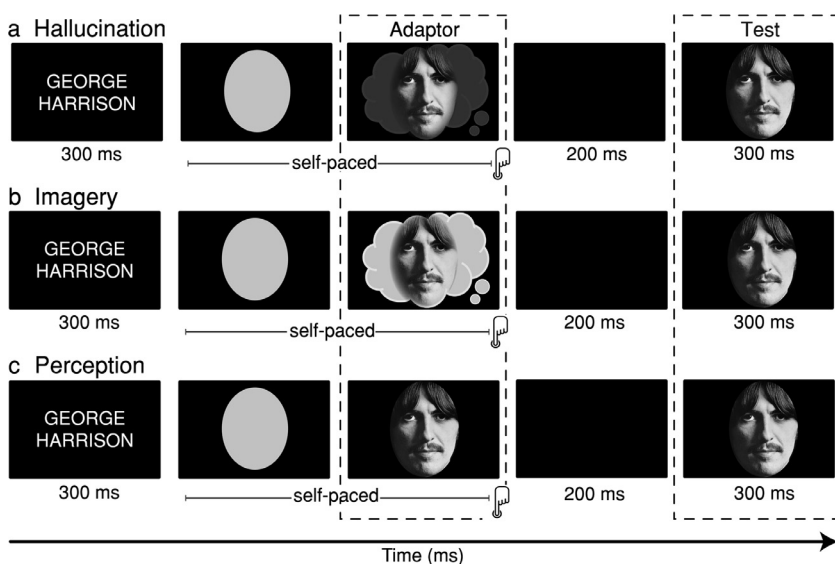 a Hallucination
Adaptor
Test
GEORGE
HARRISON
300 ms
self-paced
200 ms
300 ms
b Imagery
GEORGE
HARRISON
300 ms
self-paced
200 ms
300 ms
c Perception
GEORGE
HARRISON
300 ms
self-paced
200 ms
300 ms
Time (ms)